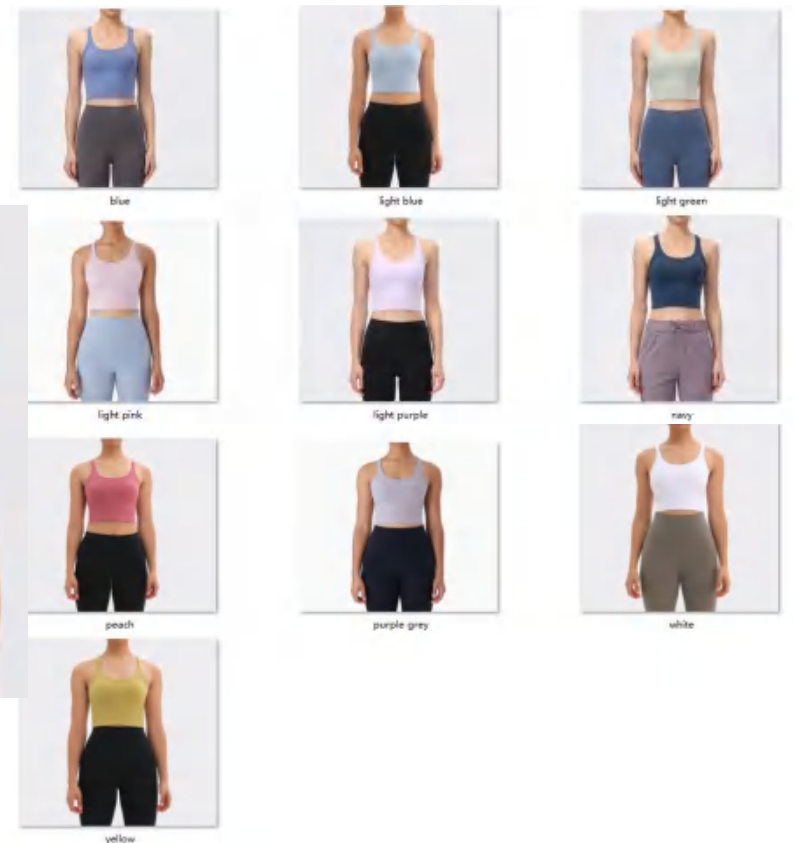 blue
light blue
light green
light pink
light purple
navy
peach
purple grey
white
yellow